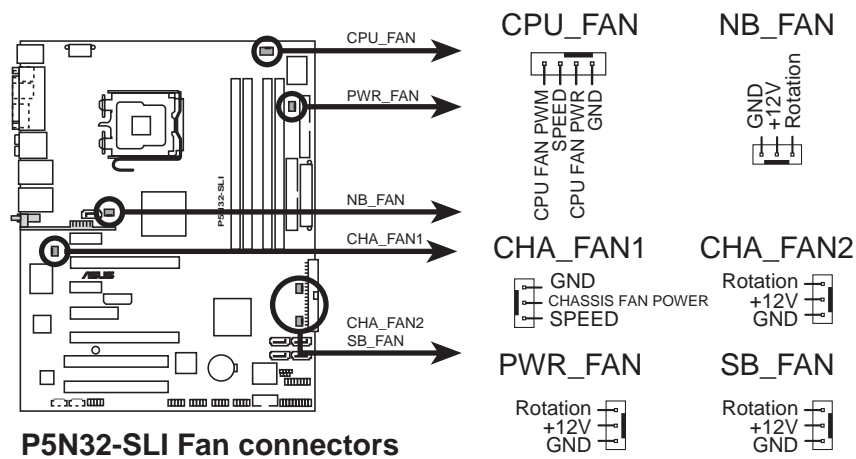 CPU_FAN
PWR_FAN
NB_FAN
CHA_FAN1
CHA_FAN2
SB_FAN
P5N32-SLI
ASUS
CPU_FAN
CPU FAN PWM
SPEED
CPU FAN PWR
GND
NB_FAN
GND
+12V
Rotation
CHA_FAN1
GND
CHASSIS FAN POWER
SPEED
CHA_FAN2
Rotation
+12V
GND
PWR_FAN
Rotation
+12V
GND
SB_FAN
Rotation
+12V
GND
P5N32-SLI Fan connectors